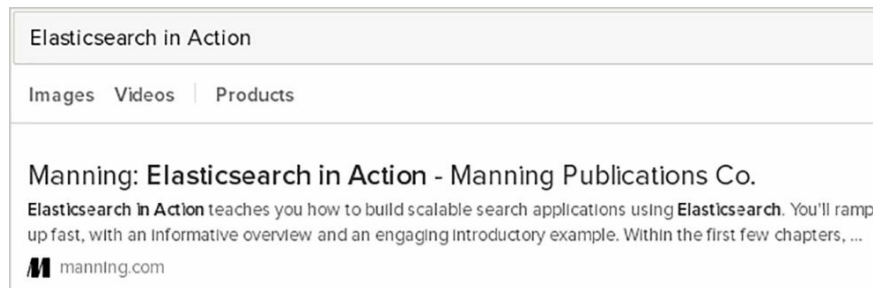 Elasticsearch in Action
Images Videos Products
Manning: Elasticsearch in Action - Manning Publications Co.
Elasticsearch in Action teaches you how to build scalable search applications using Elasticsearch. You'll ramp
up fast, with an informative overview and an engaging introductory example. Within the first few chapters, ...
manning.com